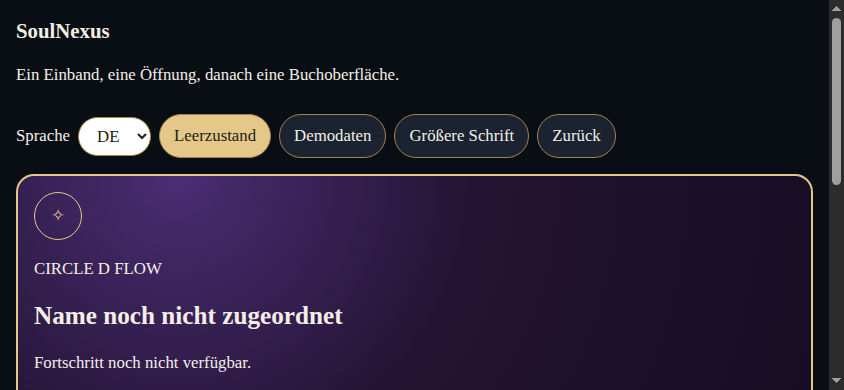 SoulNexus
Ein Einband, eine Öffnung, danach eine Buchoberfläche.
Sprache DE Leerzustand Demodaten Größere Schrift Zurück
CIRCLE D FLOW
Name noch nicht zugeordnet
Fortschritt noch nicht verfügbar.